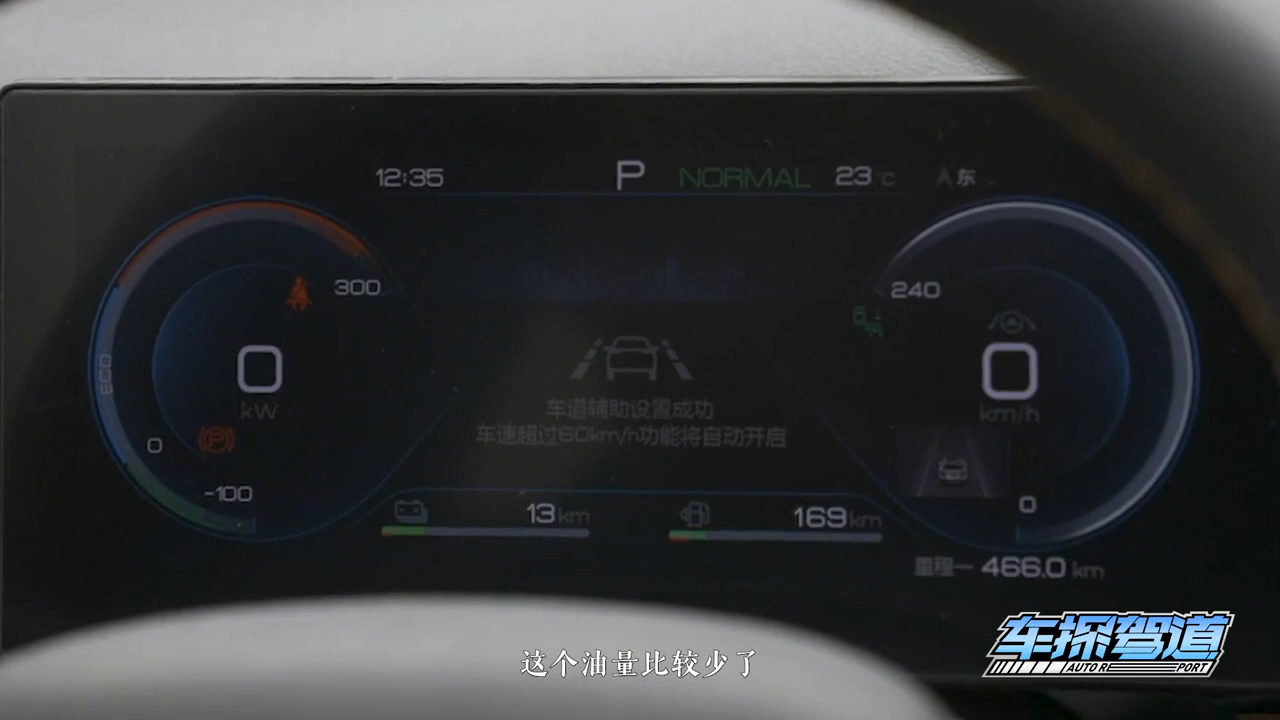 12:35 P NORMAL 23°C 东
300
240
ECO
0
kW
0
km/h
车道辅助设置成功
车速超过60km/h功能将自动开启
0
-100
13km
169km
0
里程一 466.0 km
这个油量比较少了
车探驾道
AUTO REPORT